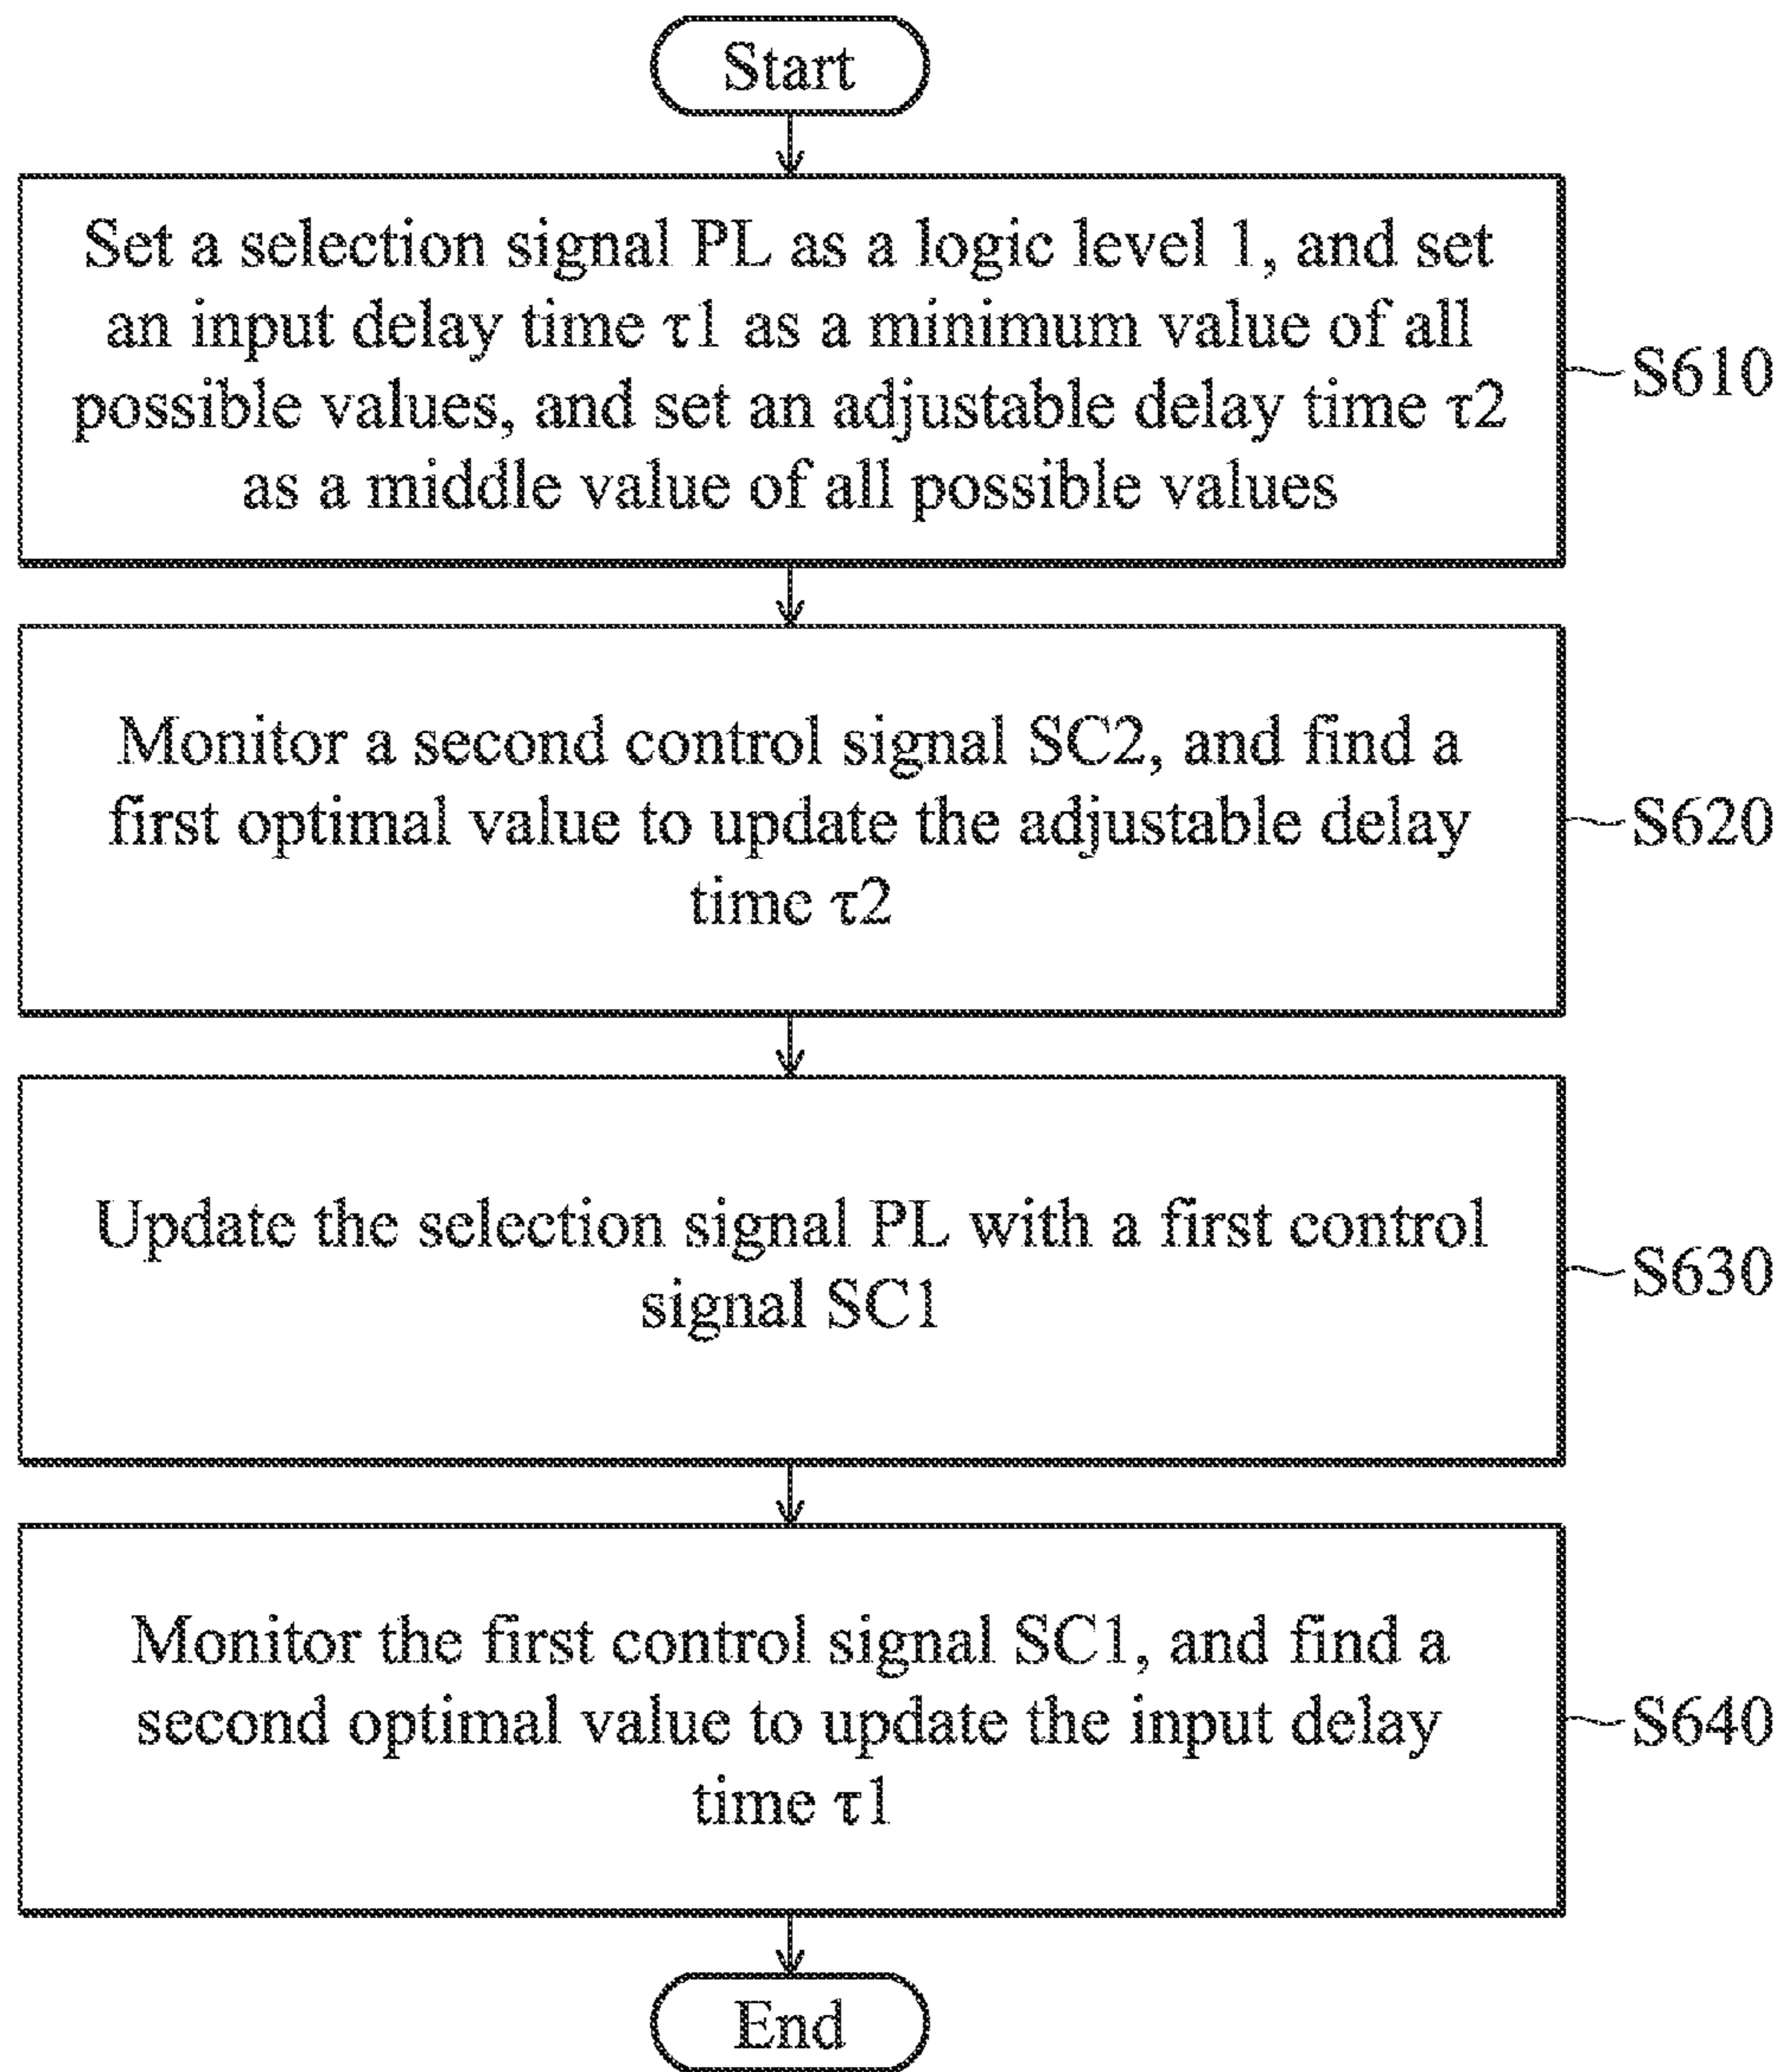 Start
Set a selection signal PL as a logic level 1, and set
an input delay time τ1 as a minimum value of all
possible values, and set an adjustable delay time τ2
as a middle value of all possible values
S610
Monitor a second control signal SC2, and find a
first optimal value to update the adjustable delay
time τ2
S620
Update the selection signal PL with a first control
signal SC1
S630
Monitor the first control signal SC1, and find a
second optimal value to update the input delay
time τ1
S640
End